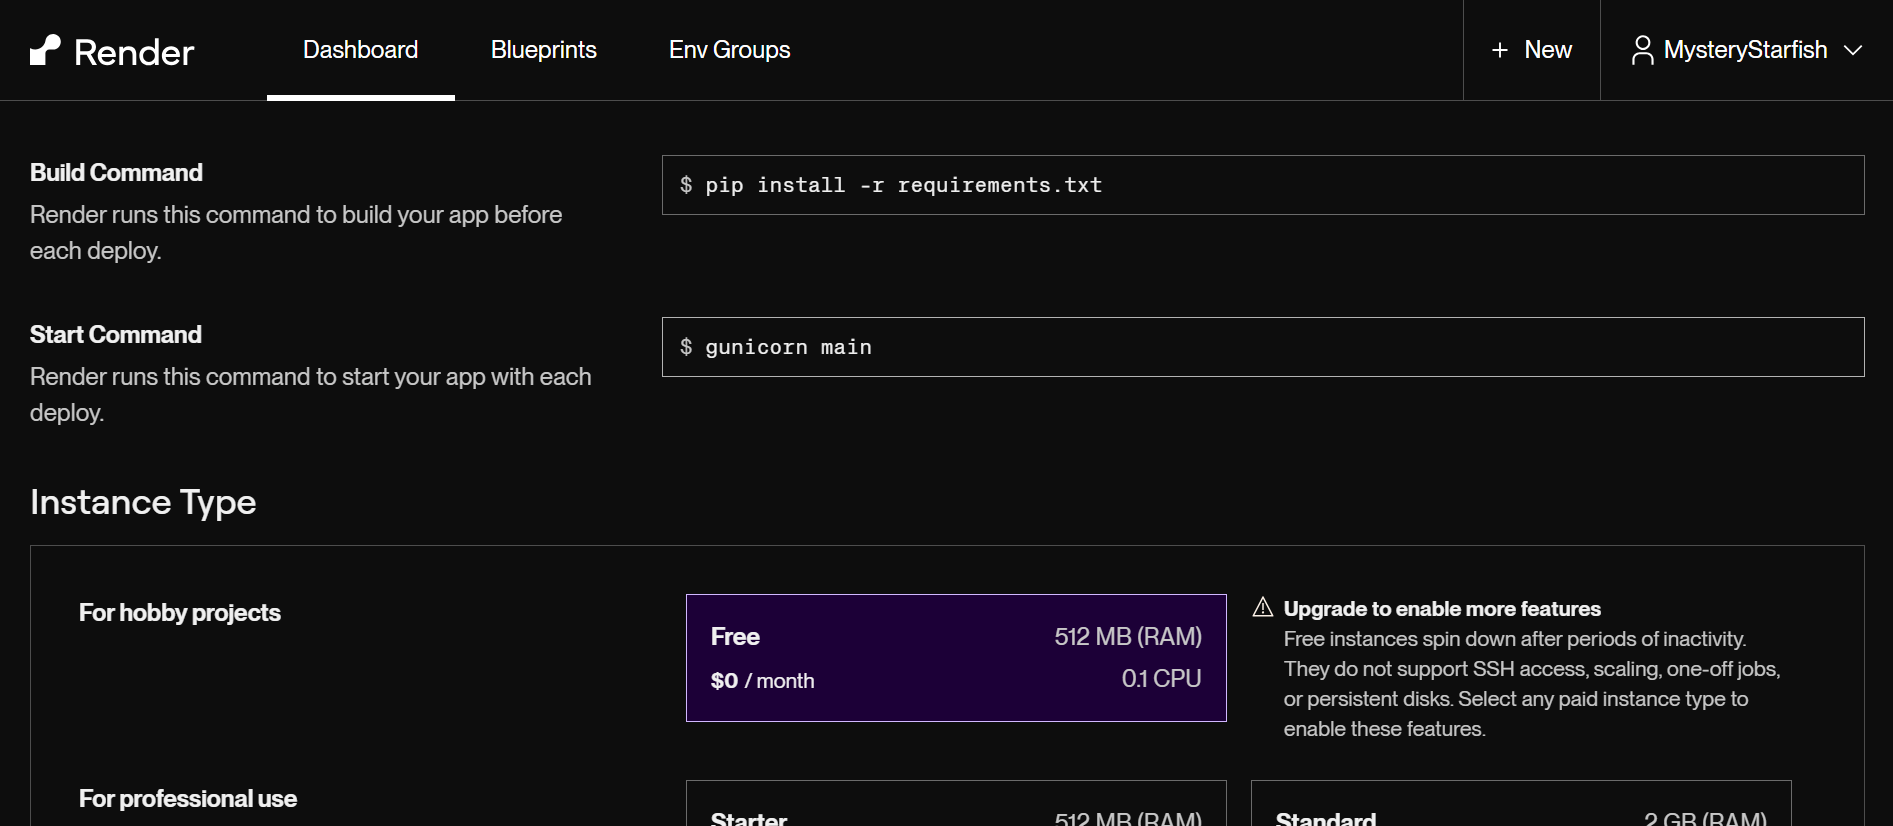 Render
Dashboard
Blueprints
Env Groups
+ New
MysteryStarfish
Build Command
Render runs this command to build your app before
each deploy.
$ pip install -r requirements.txt
Start Command
Render runs this command to start your app with each
deploy.
$ gunicorn main
Instance Type
For hobby projects
Free
512 MB (RAM)
$0 / month
0.1 CPU
Upgrade to enable more features
Free instances spin down after periods of inactivity.
They do not support SSH access, scaling, one-off jobs,
or persistent disks. Select any paid instance type to
enable these features.
For professional use
Starter
512 MB (RAM)
Standard
2 GB (RAM)